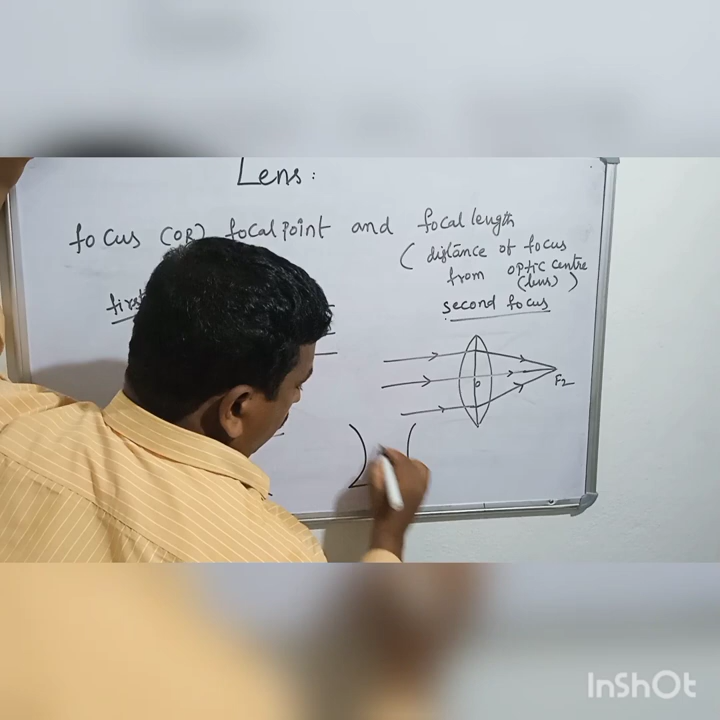 Lens:
focus (OR) focal point and focal length
( distance of focus
from optic centre
(lens) )
first
second focus
O
F2
InShOt